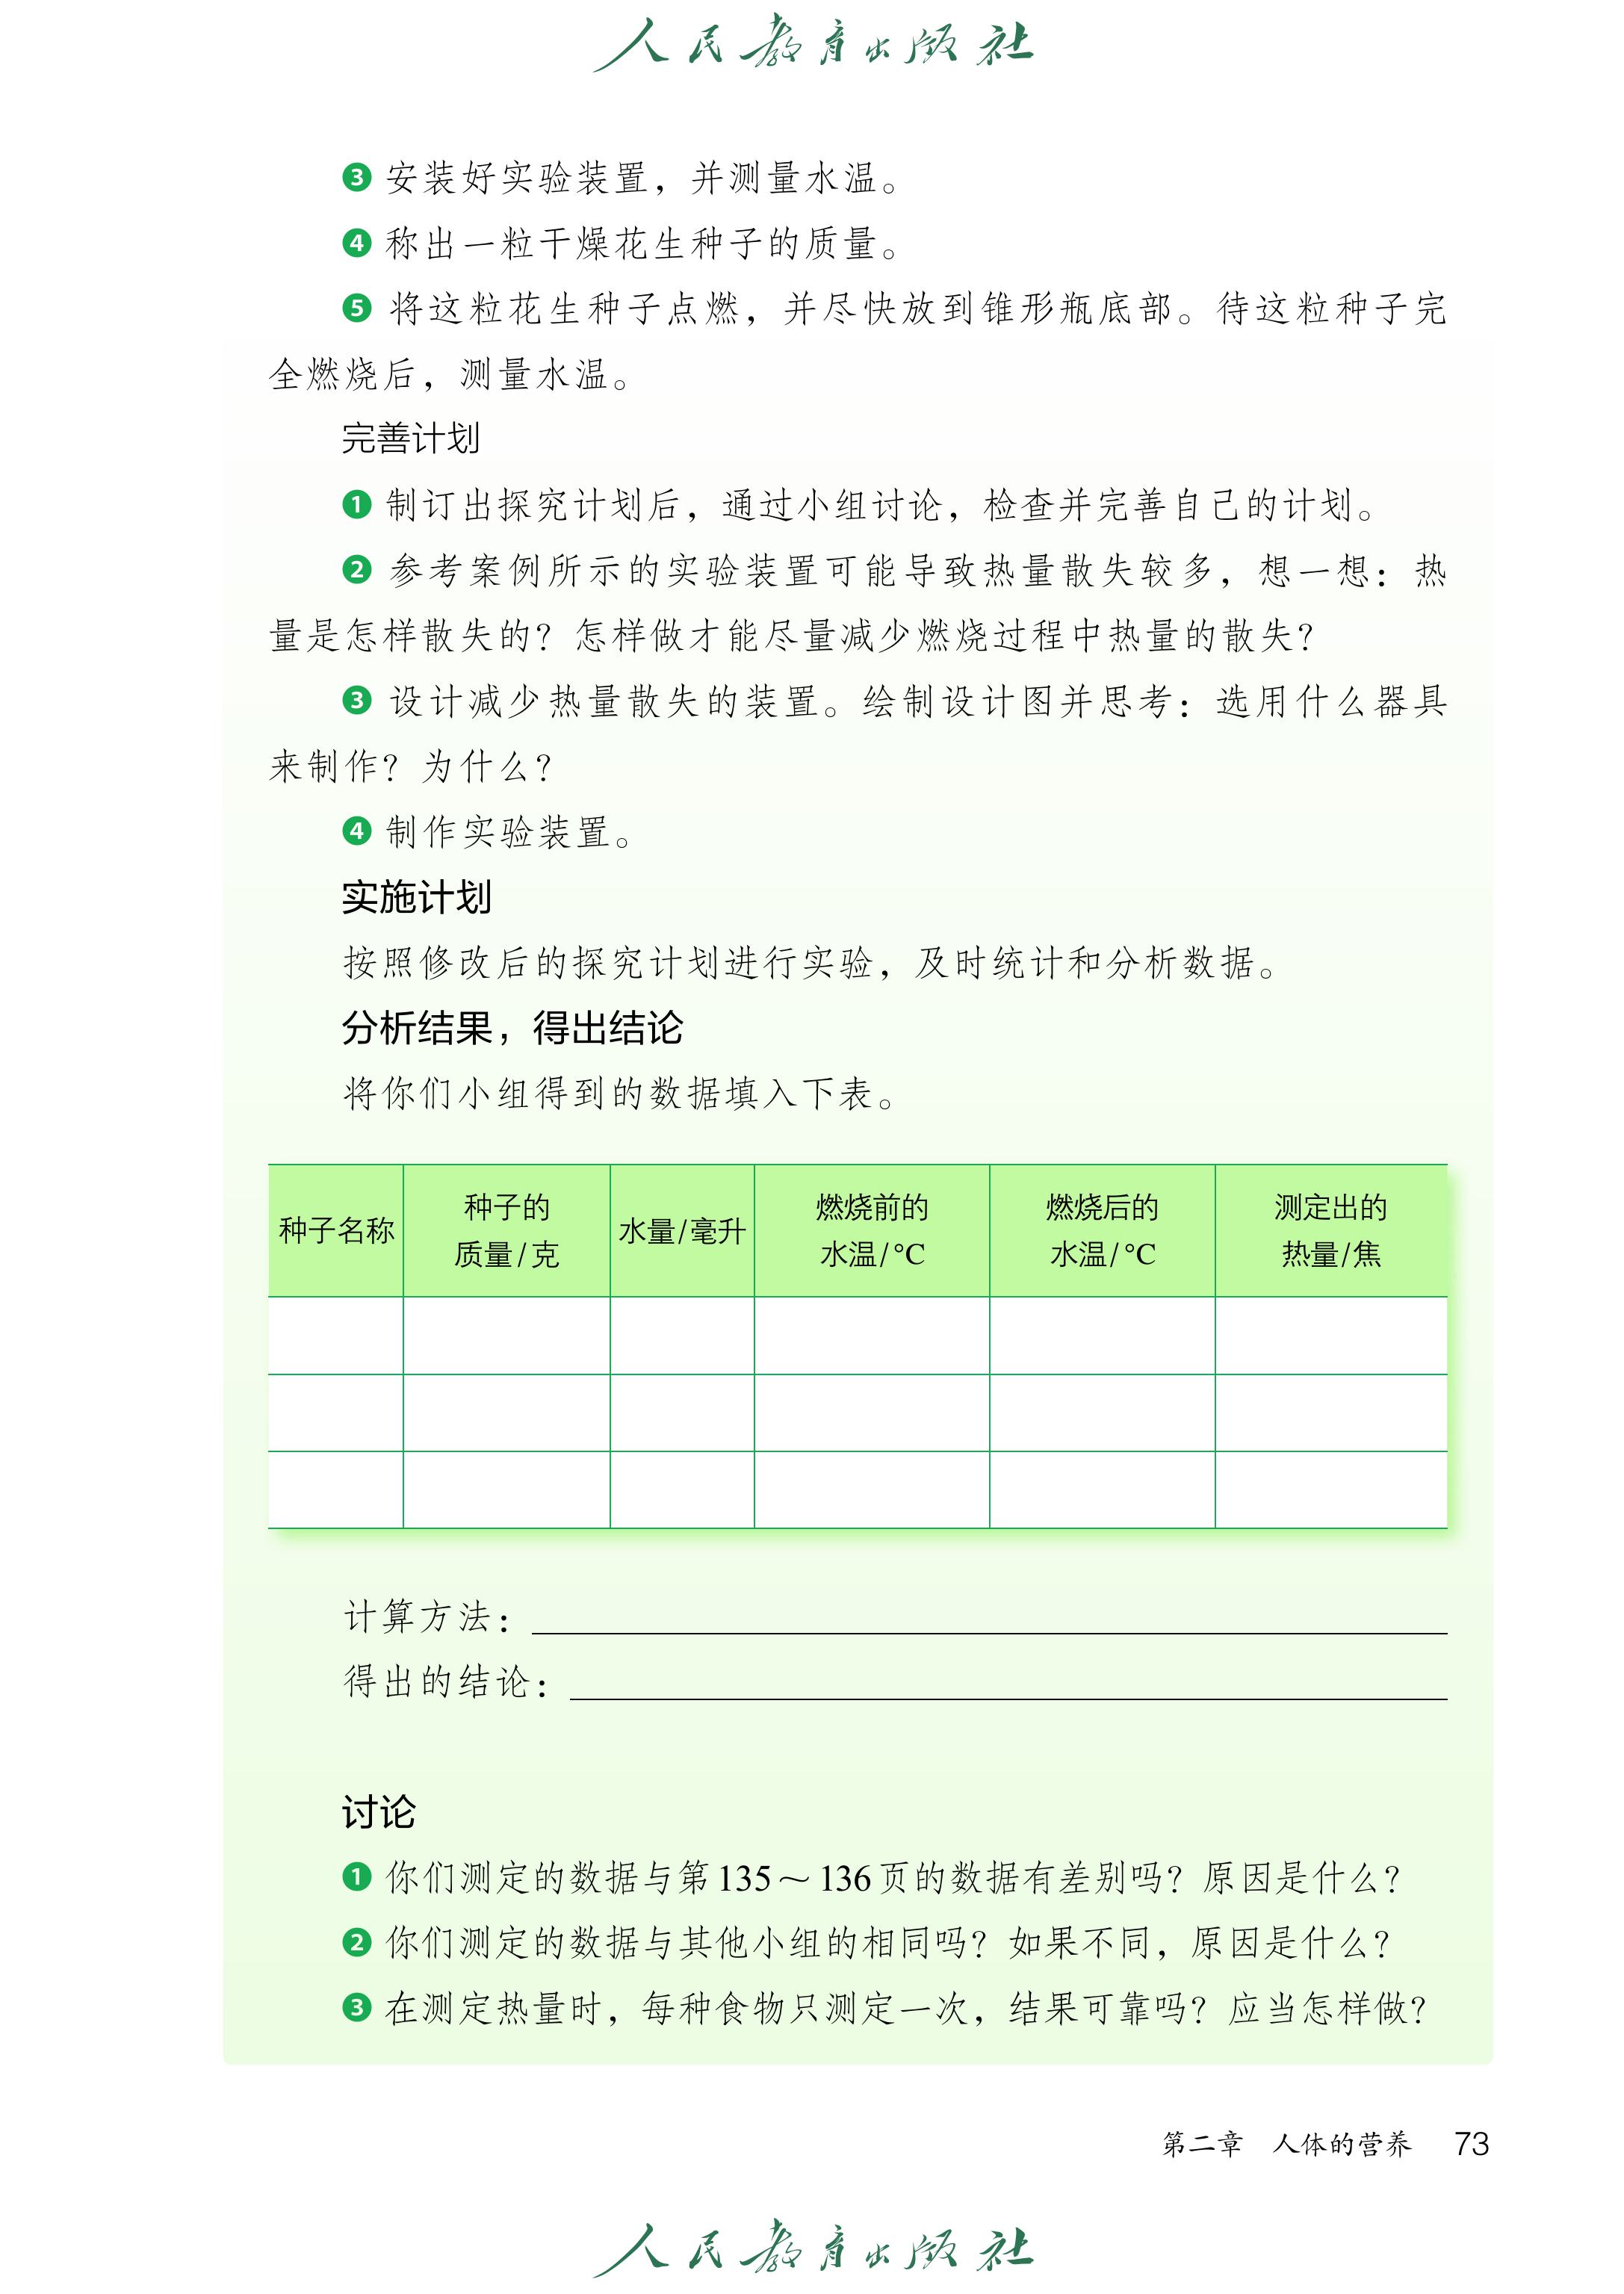 人民教育出版社
❸ 安装好实验装置，并测量水温。
❹ 称出一粒干燥花生种子的质量。
❺ 将这粒花生种子点燃，并尽快放到锥形瓶底部。待这粒种子完
全燃烧后，测量水温。
完善计划
❶ 制订出探究计划后，通过小组讨论，检查并完善自己的计划。
❷ 参考案例所示的实验装置可能导致热量散失较多，想一想：热
量是怎样散失的？怎样做才能尽量减少燃烧过程中热量的散失？
❸ 设计减少热量散失的装置。绘制设计图并思考：选用什么器具
来制作？为什么？
❹ 制作实验装置。
实施计划
按照修改后的探究计划进行实验，及时统计和分析数据。
分析结果，得出结论
将你们小组得到的数据填入下表。
种子名称
种子的
质量/克
水量/毫升
燃烧前的
水温/℃
燃烧后的
水温/℃
测定出的
热量/焦
计算方法：
得出的结论：
讨论
❶ 你们测定的数据与第135～136页的数据有差别吗？原因是什么？
❷ 你们测定的数据与其他小组的相同吗？如果不同，原因是什么？
❸ 在测定热量时，每种食物只测定一次，结果可靠吗？应当怎样做？
第二章 人体的营养 73
人民教育出版社